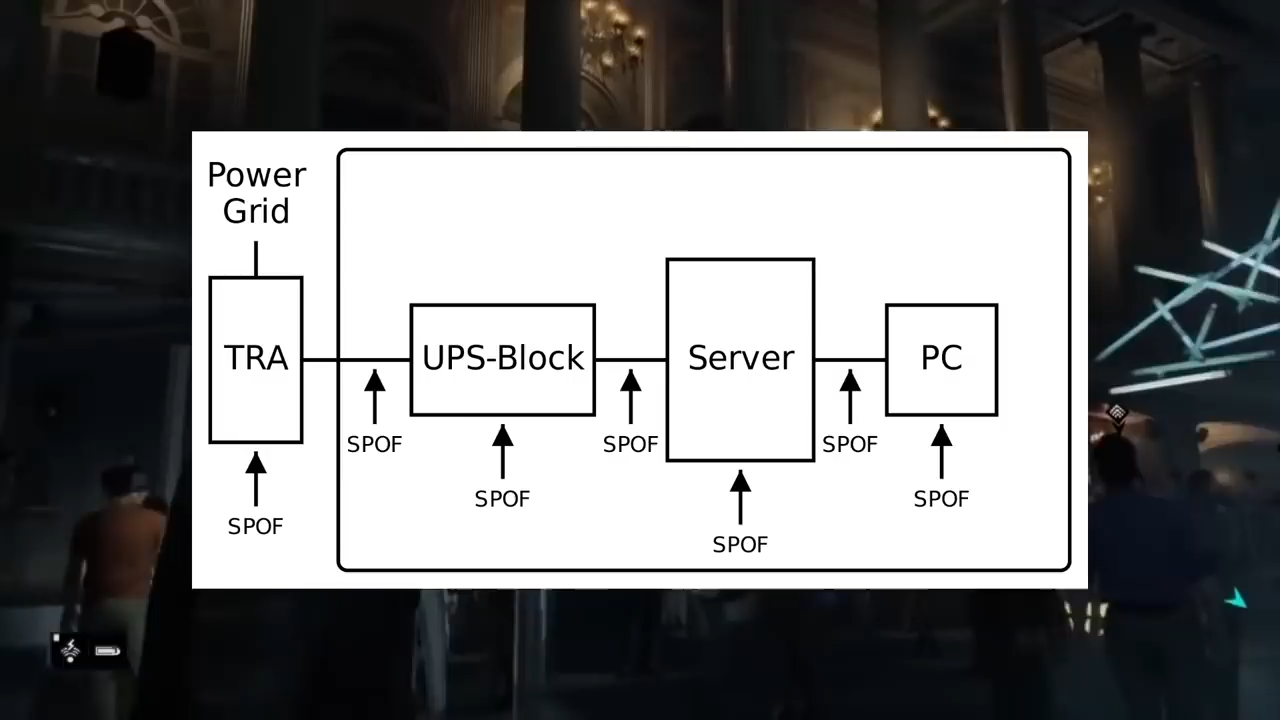 Power
Grid
TRA
UPS-Block
Server
PC
SPOF
SPOF
SPOF
SPOF
SPOF
SPOF
SPOF